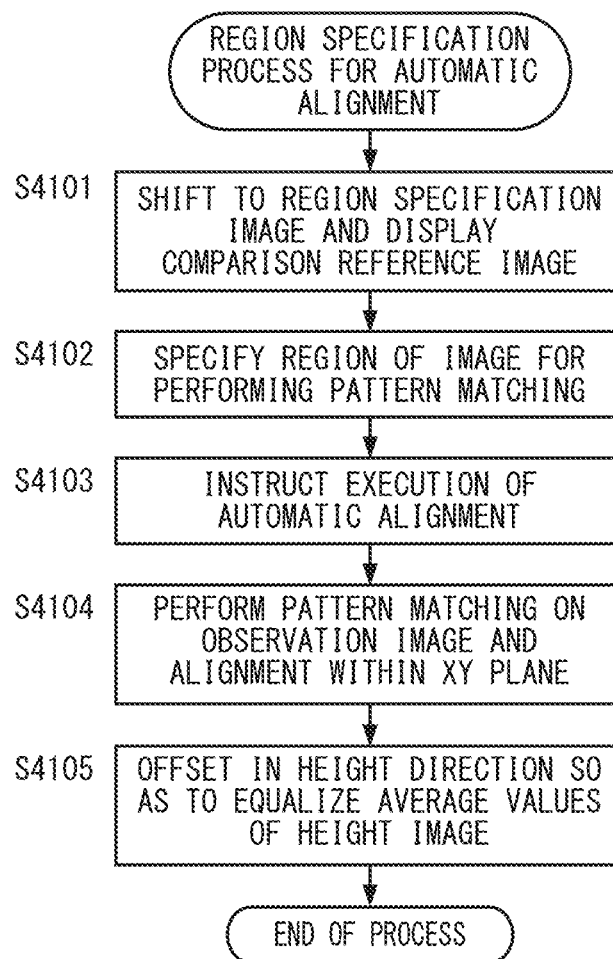 REGION SPECIFICATION
PROCESS FOR AUTOMATIC
ALIGNMENT
S4101
SHIFT TO REGION SPECIFICATION
IMAGE AND DISPLAY
COMPARISON REFERENCE IMAGE
S4102
SPECIFY REGION OF IMAGE FOR
PERFORMING PATTERN MATCHING
S4103
INSTRUCT EXECUTION OF
AUTOMATIC ALIGNMENT
S4104
PERFORM PATTERN MATCHING ON
OBSERVATION IMAGE AND
ALIGNMENT WITHIN XY PLANE
S4105
OFFSET IN HEIGHT DIRECTION SO
AS TO EQUALIZE AVERAGE VALUES
OF HEIGHT IMAGE
END OF PROCESS